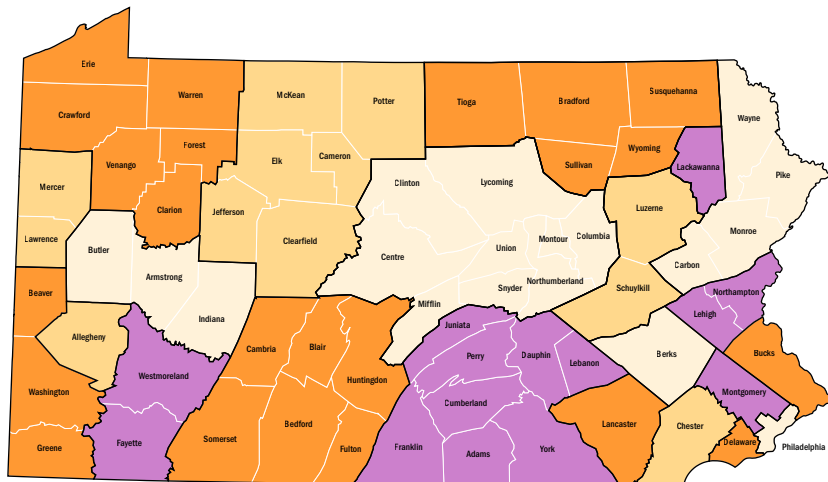 Erie
Warren
McKean
Potter
Tioga
Bradford
Susquehanna
Wayne
Crawford
Forest
Venango
Elk
Cameron
Sullivan
Wyoming
Lackawanna
Pike
Mercer
Clarion
Jefferson
Clinton
Lycoming
Luzerne
Lawrence
Clearfield
Centre
Union
Montour
Columbia
Monroe
Butler
Armstrong
Carbon
Beaver
Indiana
Mifflin
Snyder
Northumberland
Schuylkill
Northampton
Lehigh
Allegheny
Cambria
Blair
Juniata
Perry
Dauphin
Lebanon
Berks
Bucks
Westmoreland
Huntingdon
Washington
Cumberland
Montgomery
Greene
Fayette
Somerset
Bedford
Fulton
Franklin
Adams
York
Lancaster
Chester
Delaware
Philadelphia